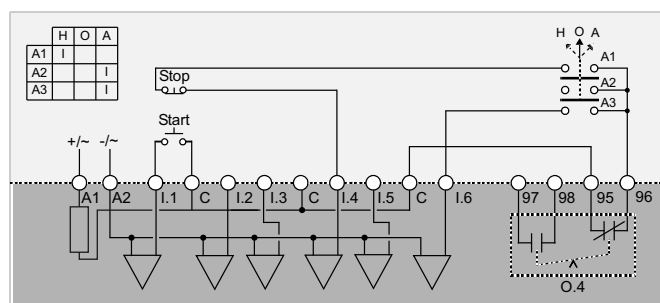 H O A
A1 I
A2 I
A3 I
H O A
A1
A2
A3
Stop
Start
+/~ -/~
A1 A2 I.1 C I.2 I.3 C I.4 I.5 C I.6 97 98 95 96
O.4